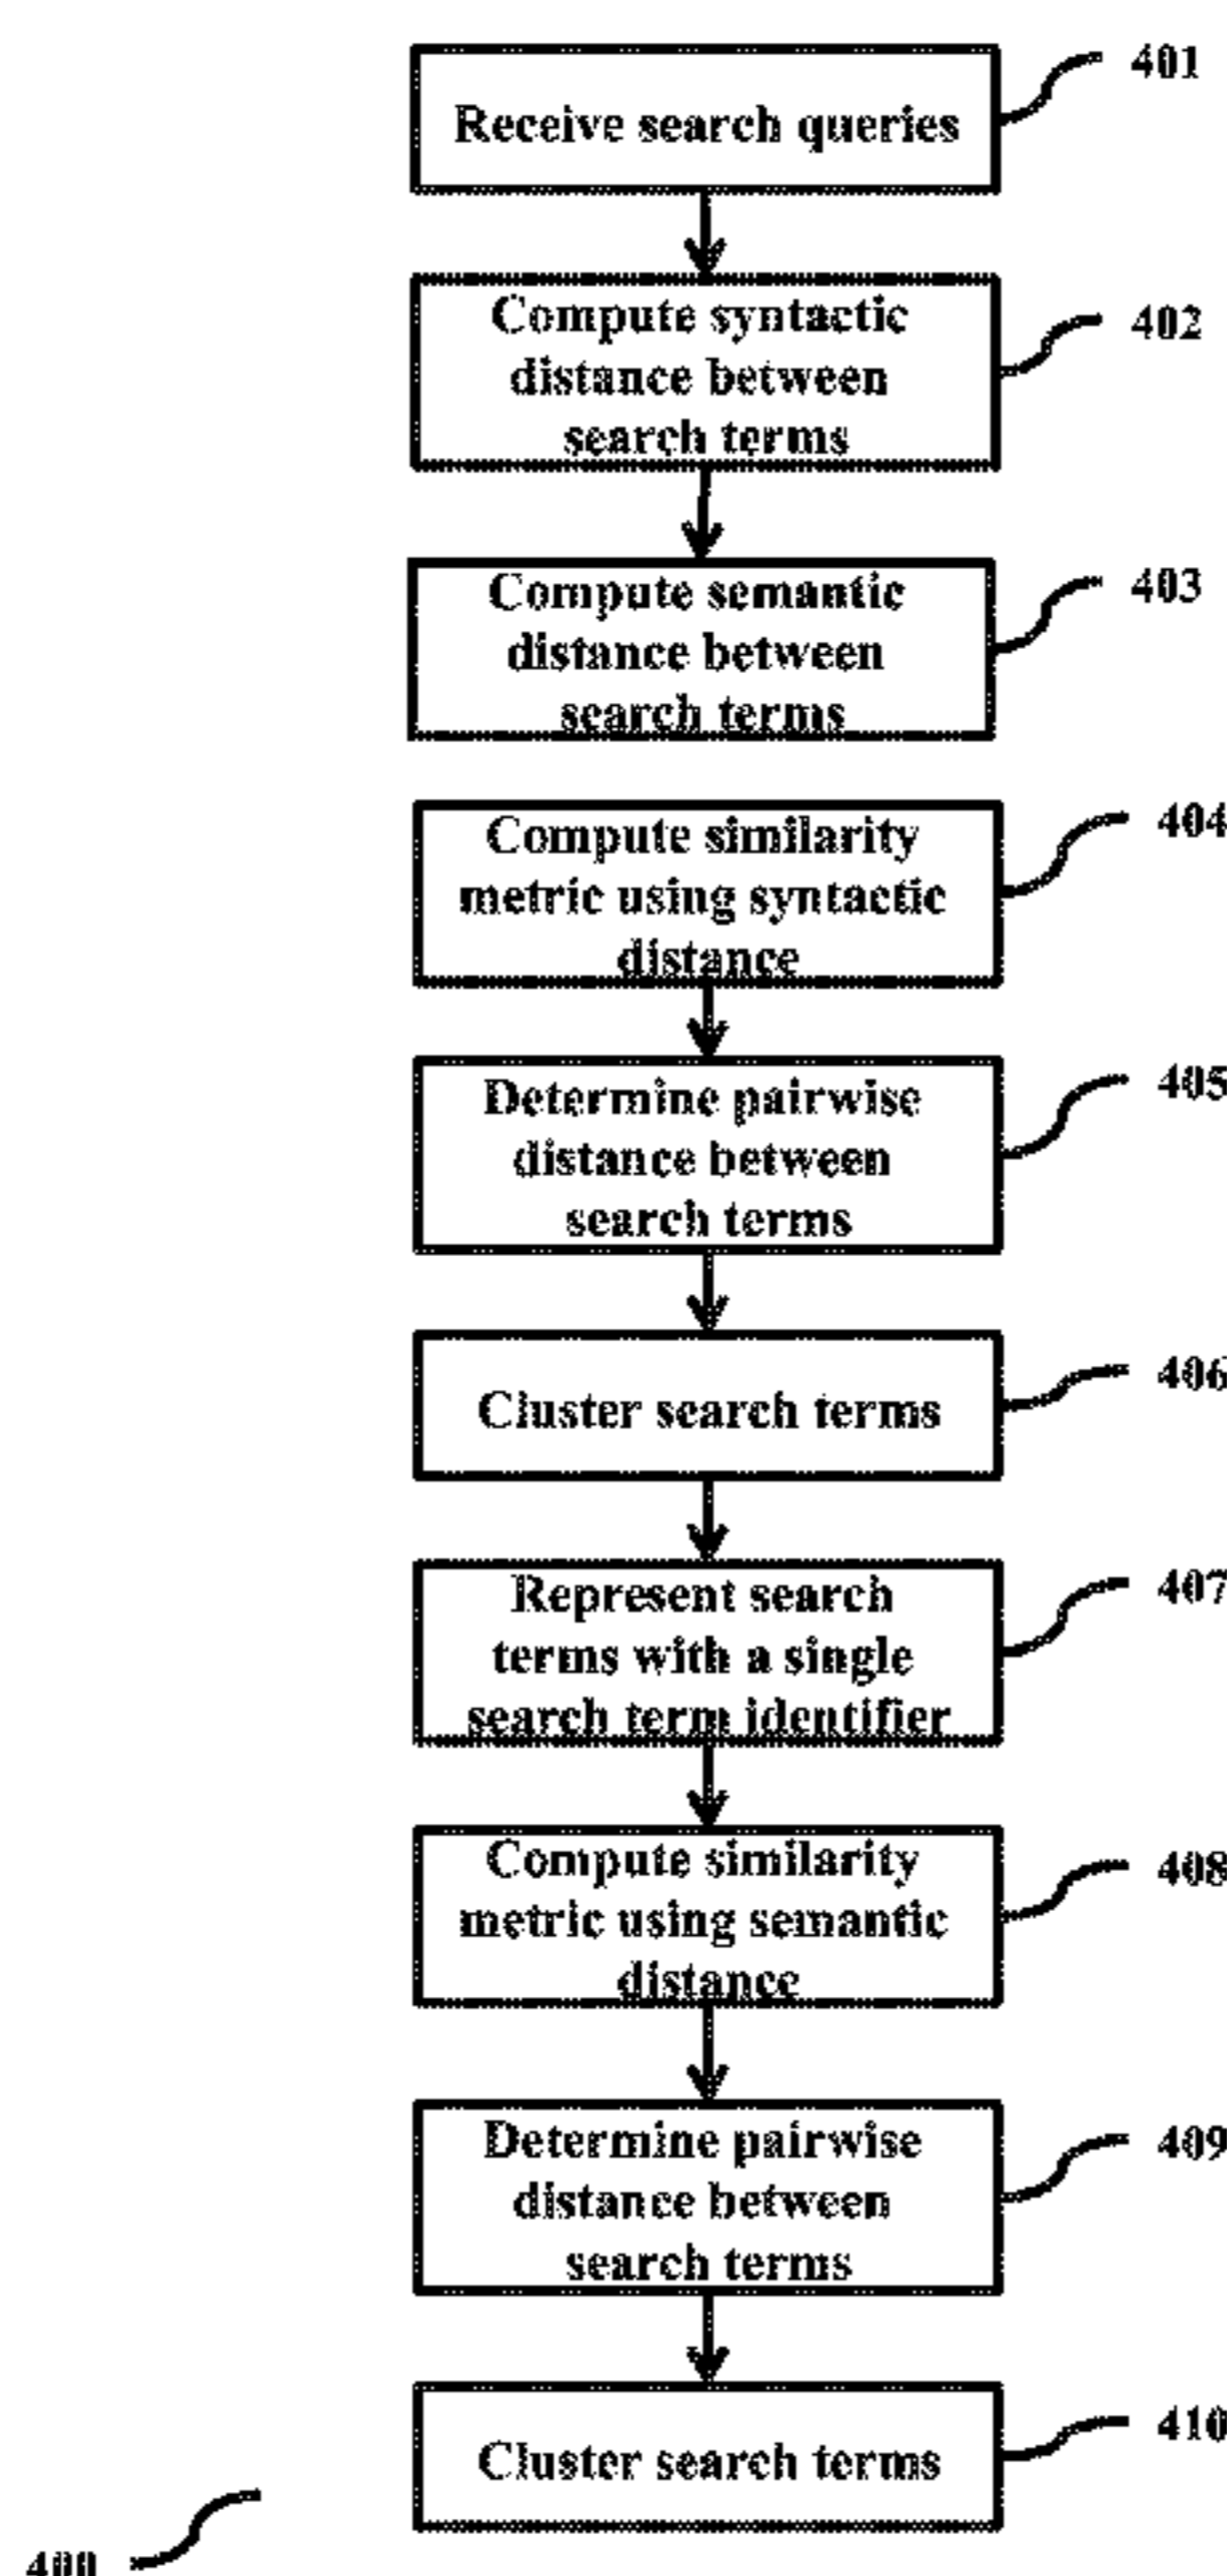 401
Receive search queries
Compute syntactic
402
distance between
search terms
Compute semantic
403
distance between
search terms
404
Compute similarity
metric using syntactic
distance
405
Determine pairwise
distance between
search terms
406
Cluster search terms
407
Represent search
terms with a single
search term identifier
408
Compute similarity
metric using semantic
distance
409
Determine pairwise
distance between
search terms
410
Cluster search terms
400